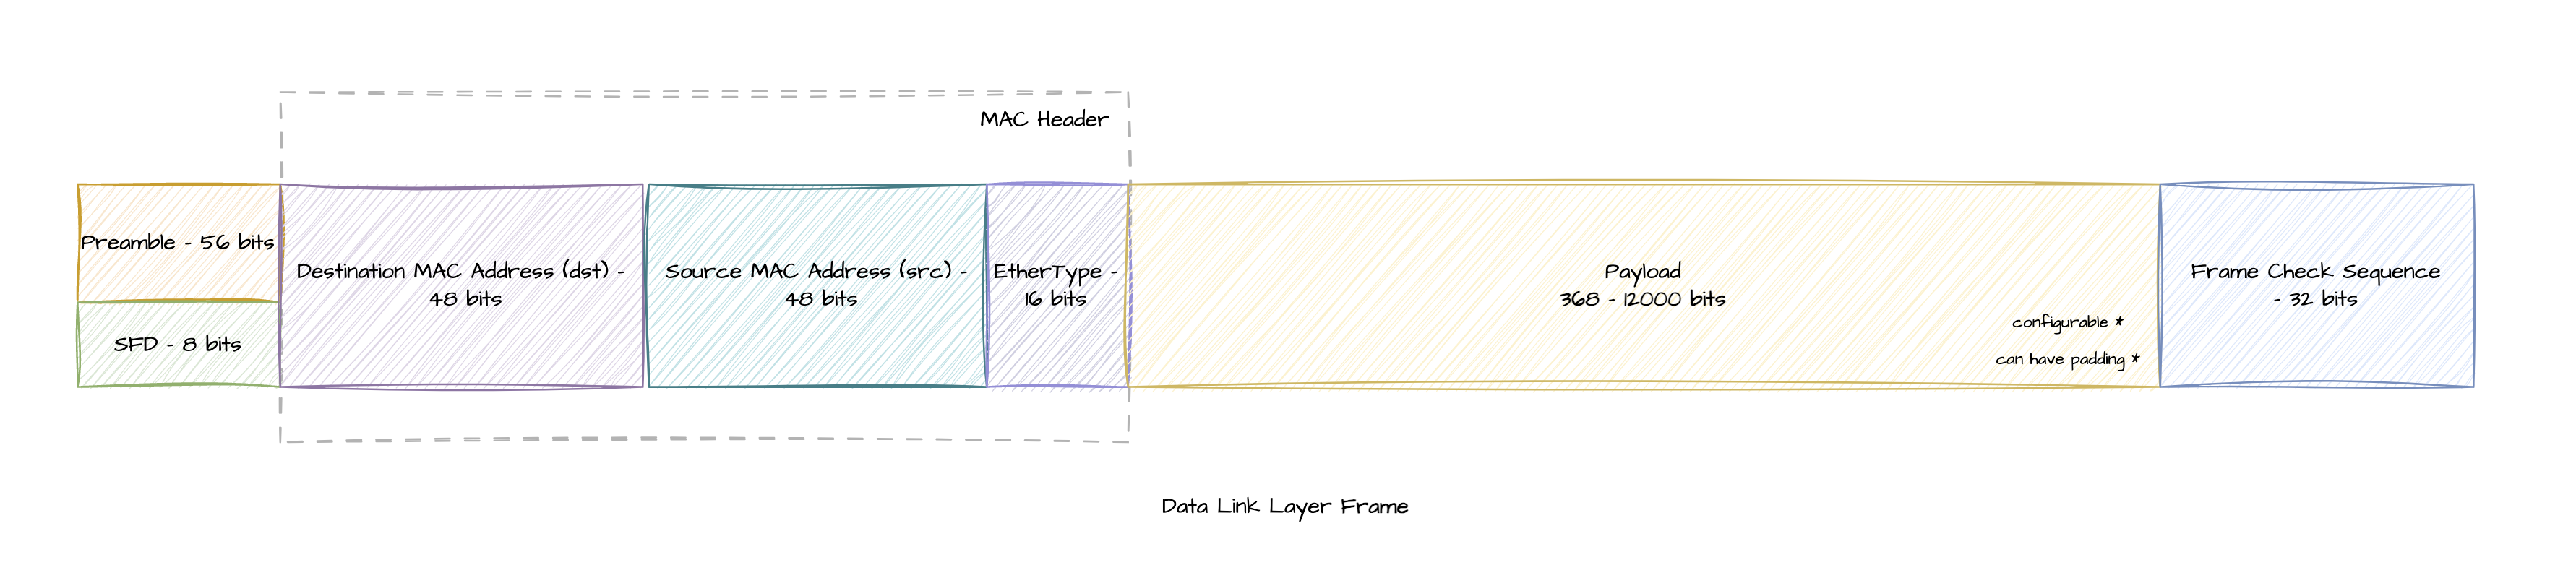 MAC Header
Preamble - 56 bits
SFD - 8 bits
Destination MAC Address (dst) -
48 bits
Source MAC Address (src) -
48 bits
EtherType -
16 bits
Payload
368 - 12000 bits
configurable *
can have padding *
Frame Check Sequence
- 32 bits
Data Link Layer Frame